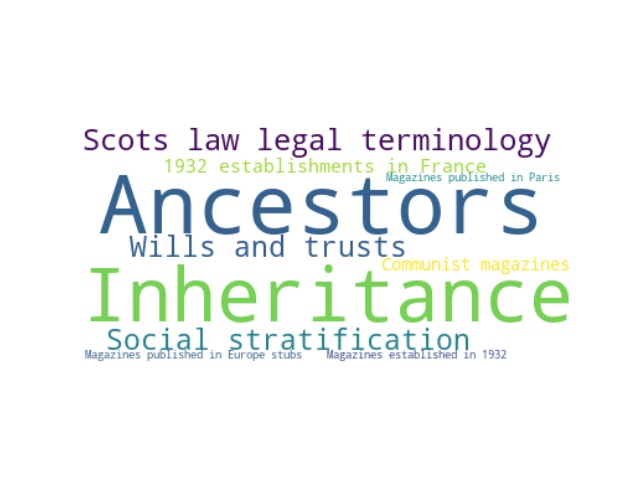 Scots law legal terminology
1932 establishments in France
Magazines published in Paris
Ancestors
Wills and trusts
Communist magazines
Inheritance
Social stratification
Magazines published in Europe stubs
Magazines established in 1932